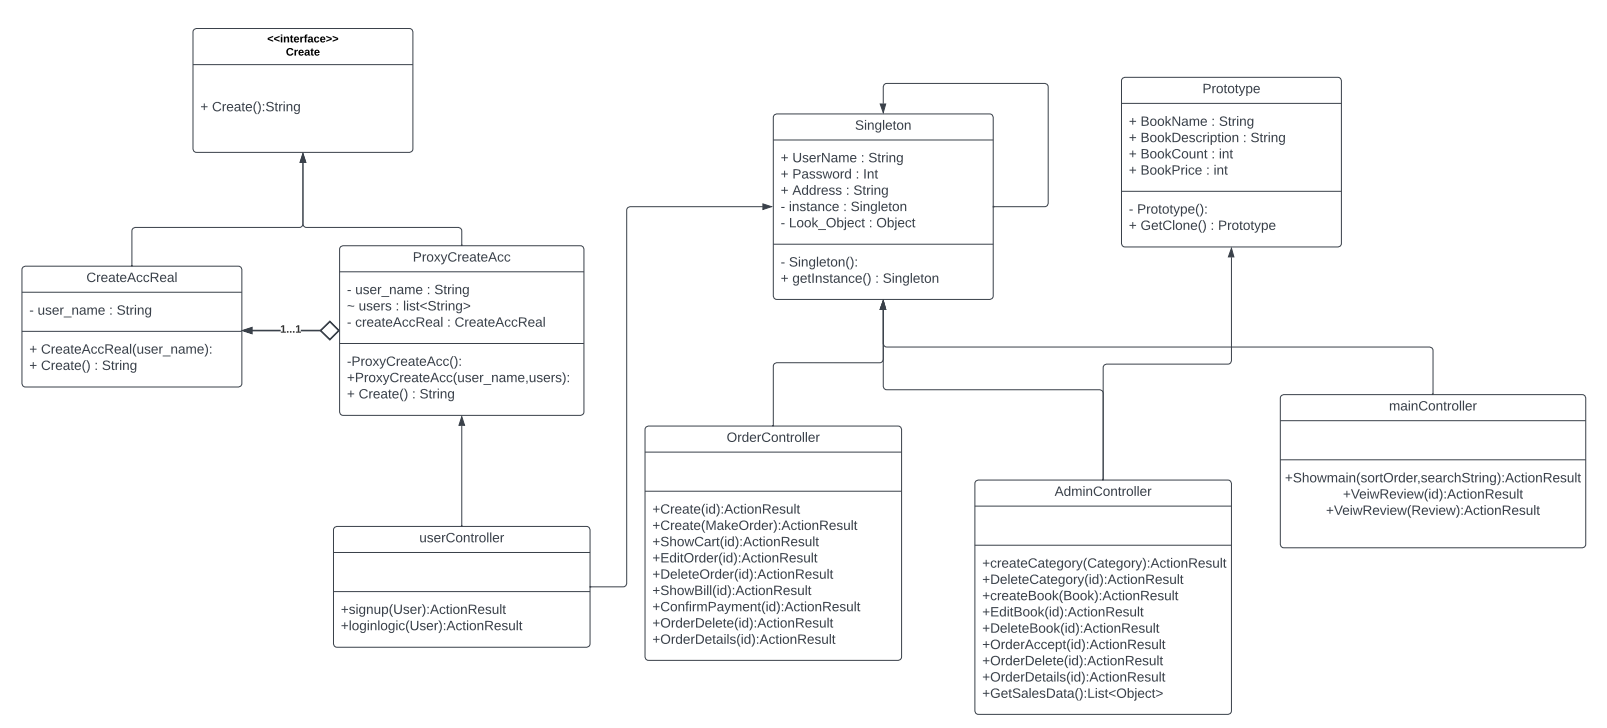 <<interface>>
Create
+ Create():String
CreateAccReal
- user_name : String
+ CreateAccReal(user_name):
+ Create() : String
1...1
ProxyCreateAcc
- user_name : String
~ users : list<String>
- createAccReal : CreateAccReal
-ProxyCreateAcc():
+ProxyCreateAcc(user_name,users):
+ Create() : String
userController
+signup(User):ActionResult
+loginlogic(User):ActionResult
Singleton
+ UserName : String
+ Password : Int
+ Address : String
- instance : Singleton
- Look_Object : Object
- Singleton():
+ getInstance() : Singleton
Prototype
+ BookName : String
+ BookDescription : String
+ BookCount : int
+ BookPrice : int
- Prototype():
+ GetClone() : Prototype
OrderController
+Create(id):ActionResult
+Create(MakeOrder):ActionResult
+ShowCart(id):ActionResult
+EditOrder(id):ActionResult
+DeleteOrder(id):ActionResult
+ShowBill(id):ActionResult
+ConfirmPayment(id):ActionResult
+OrderDelete(id):ActionResult
+OrderDetails(id):ActionResult
AdminController
+createCategory(Category):ActionResult
+DeleteCategory(id):ActionResult
+createBook(Book):ActionResult
+EditBook(id):ActionResult
+DeleteBook(id):ActionResult
+OrderAccept(id):ActionResult
+OrderDelete(id):ActionResult
+OrderDetails(id):ActionResult
+GetSalesData():List<Object>
mainController
+Showmain(sortOrder,searchString):ActionResult
+VeiwReview(id):ActionResult
+VeiwReview(Review):ActionResult